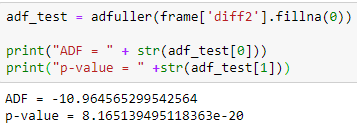 adf_test = adfuller(frame['diff2'].fillna(0))
print("ADF = " + str(adf_test[0]))
print("p-value = " +str(adf_test[1]))
ADF = -10.964565299542564
p-value = 8.165139495118363e-20